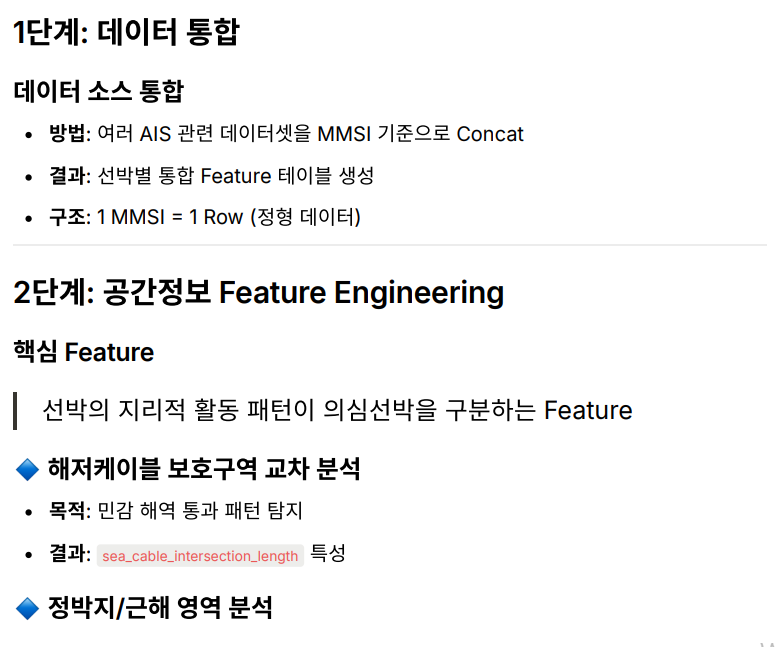 1단계: 데이터 통합
데이터 소스 통합
• 방법: 여러 AIS 관련 데이터셋을 MMSI 기준으로 Concat
• 결과: 선박별 통합 Feature 테이블 생성
• 구조: 1 MMSI = 1 Row (정형 데이터)
2단계: 공간정보 Feature Engineering
핵심 Feature
선박의 지리적 활동 패턴이 의심선박을 구분하는 Feature
🔷 해저케이블 보호구역 교차 분석
• 목적: 민감 해역 통과 패턴 탐지
• 결과: sea_cable_intersection_length 특성
🔷 정박지/근해 영역 분석